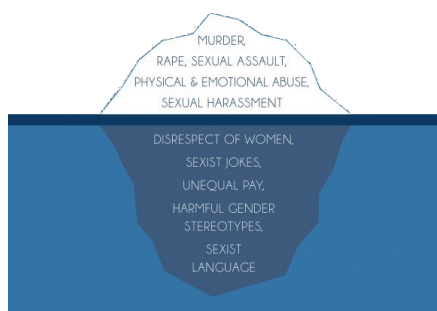 MURDER,
RAPE, SEXUAL ASSAULT,
PHYSICAL & EMOTIONAL ABUSE,
SEXUAL HARASSMENT
DISRESPECT OF WOMEN,
SEXIST JOKES,
UNEQUAL PAY,
HARMFUL GENDER
STEREOTYPES,
SEXIST
LANGUAGE